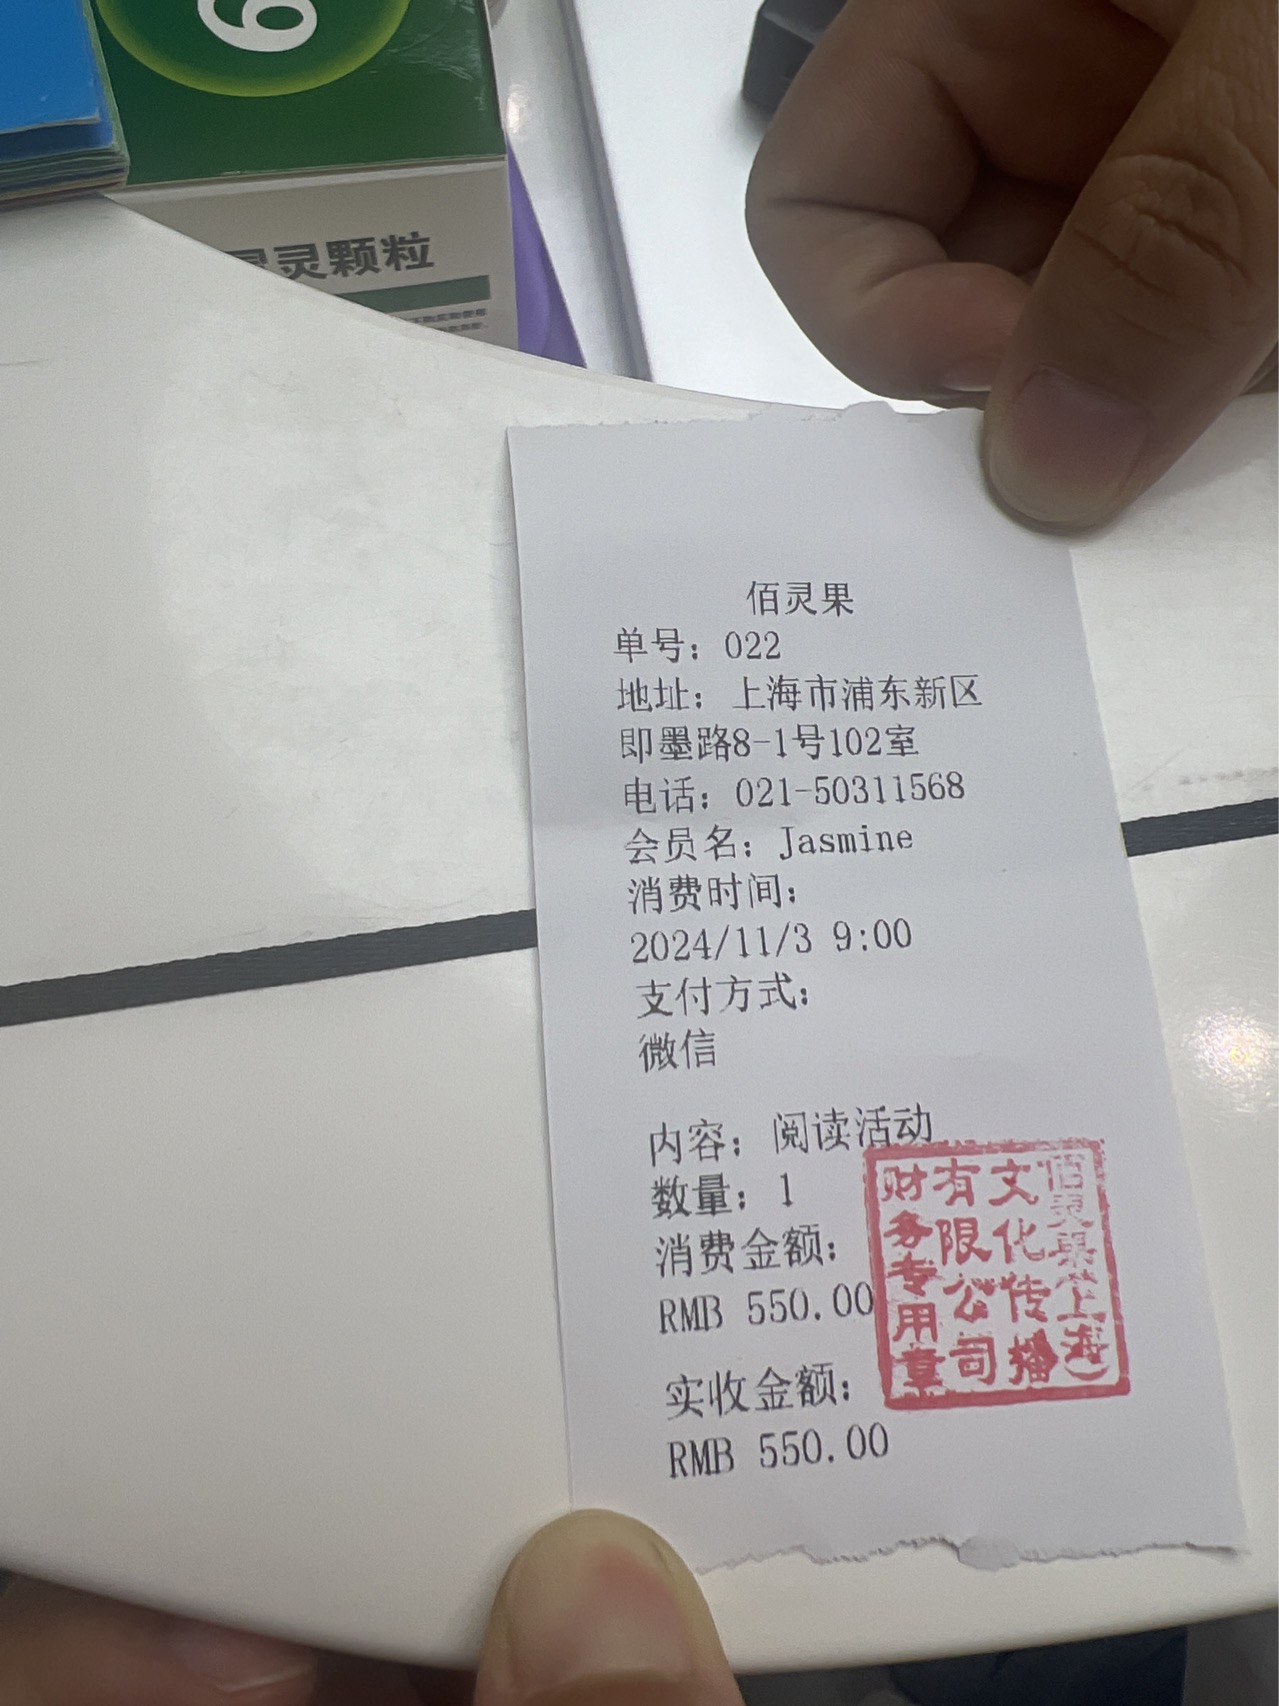 9
灵颗粒
佰灵果
单号：022
地址：上海市浦东新区
即墨路8-1号102室
电话：021-50311568
会员名：Jasmine
消费时间：
2024/11/3 9:00
支付方式：
微信
内容：阅读活动
数量：1
消费金额：
RMB 550.00
实收金额：
RMB 550.00
佰灵果（上海）
文化传播
有限公司
财务专用章